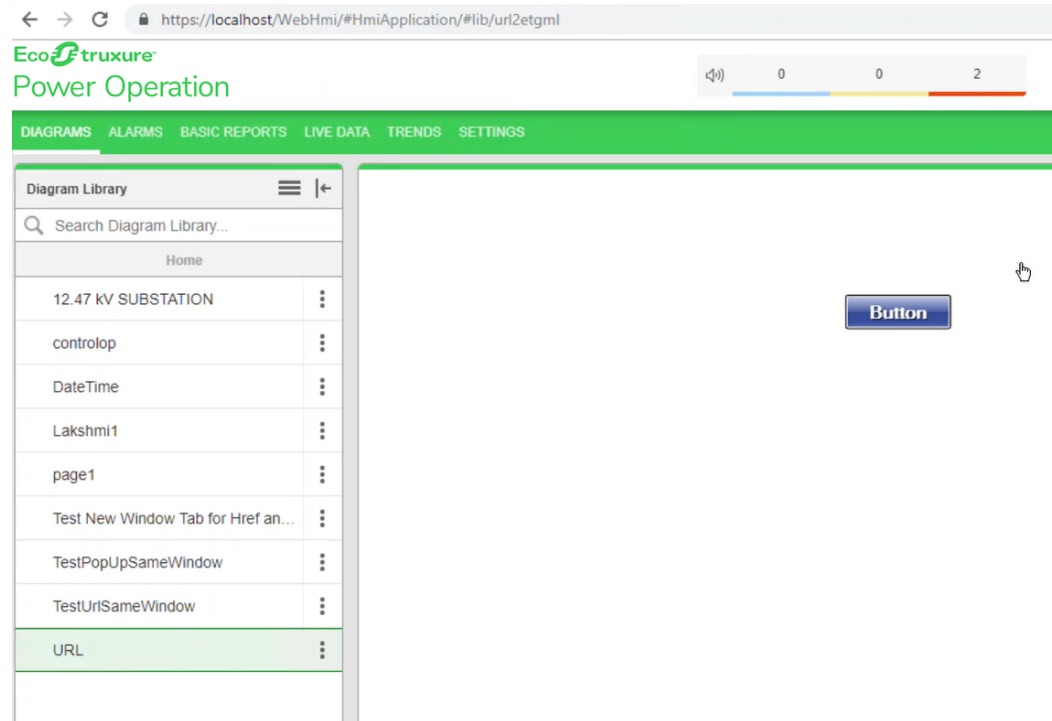 https://localhost/WebHmi/#HmiApplication/#lib/url2etgml
EcoStruxure™
Power Operation
0 0 2
DIAGRAMS ALARMS BASIC REPORTS LIVE DATA TRENDS SETTINGS
Diagram Library
Search Diagram Library...
Home
12.47 kV SUBSTATION
controlop
DateTime
Lakshmi1
page1
Test New Window Tab for Href an...
TestPopUpSameWindow
TestUrlSameWindow
URL
Button